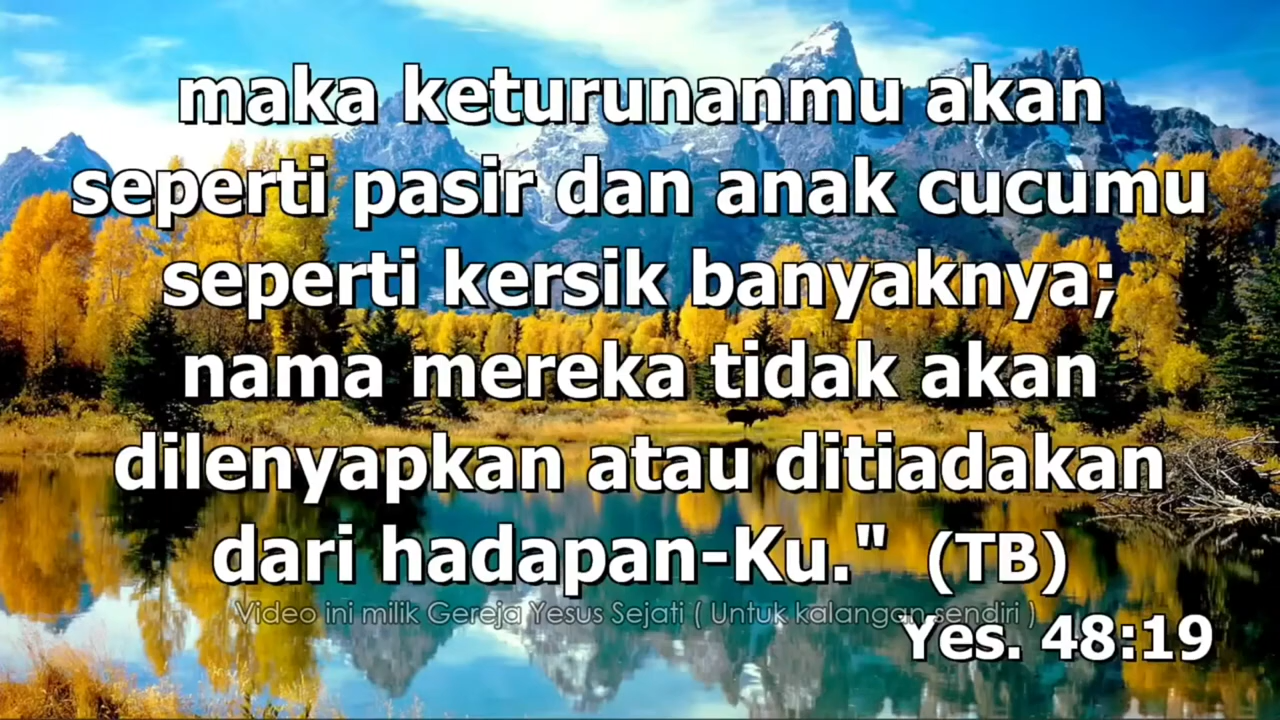 maka keturunanmu akan
seperti pasir dan anak cucumu
seperti kersik banyaknya;
nama mereka tidak akan
dilenyapkan atau ditiadakan
dari hadapan-Ku." (TB)
Video ini milik Gereja Yesus Sejati ( Untuk kalangan sendiri )
Yes. 48:19